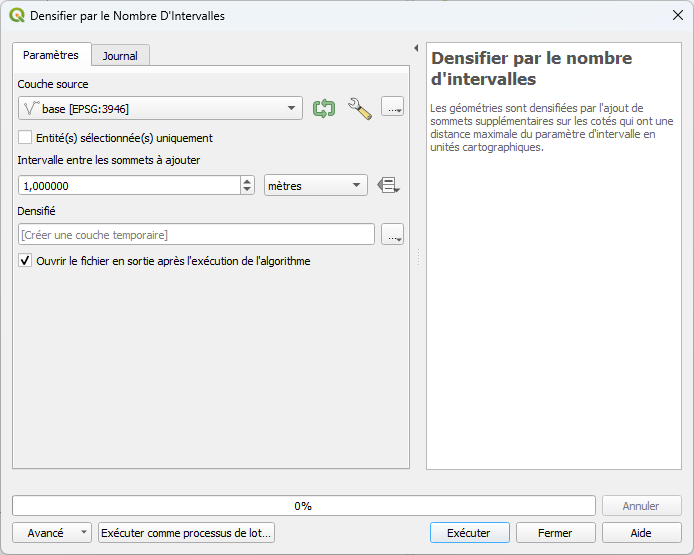 Densifier par le Nombre D'Intervalles
Paramètres
Journal
Couche source
base [EPSG:3946]
...
Entité(s) sélectionnée(s) uniquement
Intervalle entre les sommets à ajouter
1,000000
mètres
Densifié
[Créer une couche temporaire]
...
Ouvrir le fichier en sortie après l'exécution de l'algorithme
Densifier par le nombre
d'intervalles
Les géométries sont densifiées par l'ajout de
sommets supplémentaires sur les cotés qui ont une
distance maximale du paramètre d'intervalle en
unités cartographiques.
0%
Annuler
Avancé
Exécuter comme processus de lot...
Exécuter
Fermer
Aide